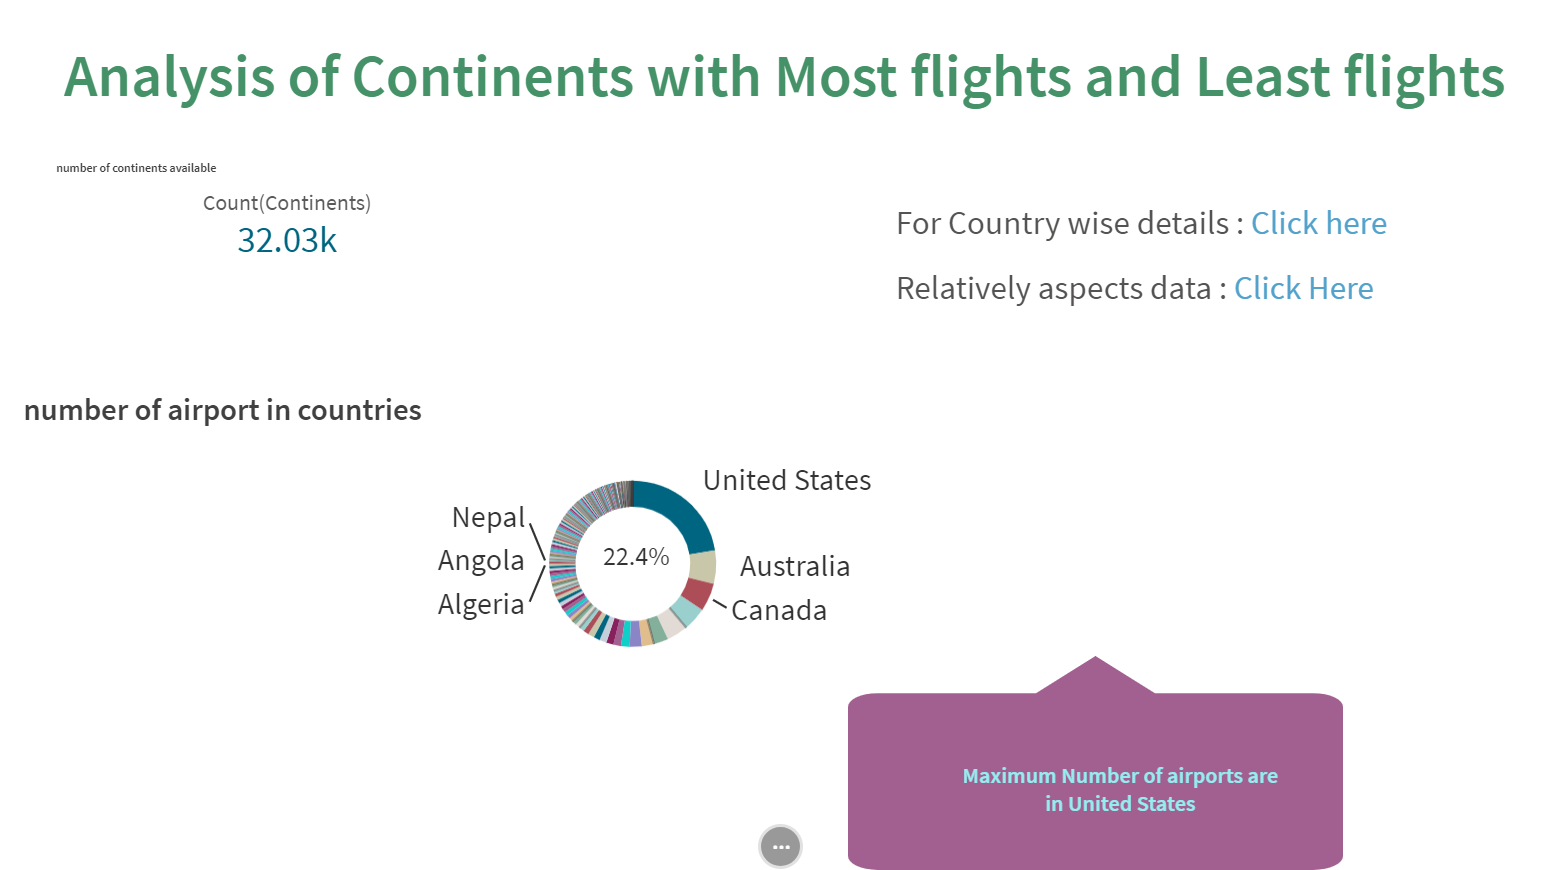 Analysis of Continents with Most flights and Least flights
number of continents available
Count(Continents)
32.03k
For Country wise details : Click here
Relatively aspects data : Click Here
number of airport in countries
United States
Nepal
Angola
22.4%
Australia
Algeria
Canada
Maximum Number of airports are
in United States